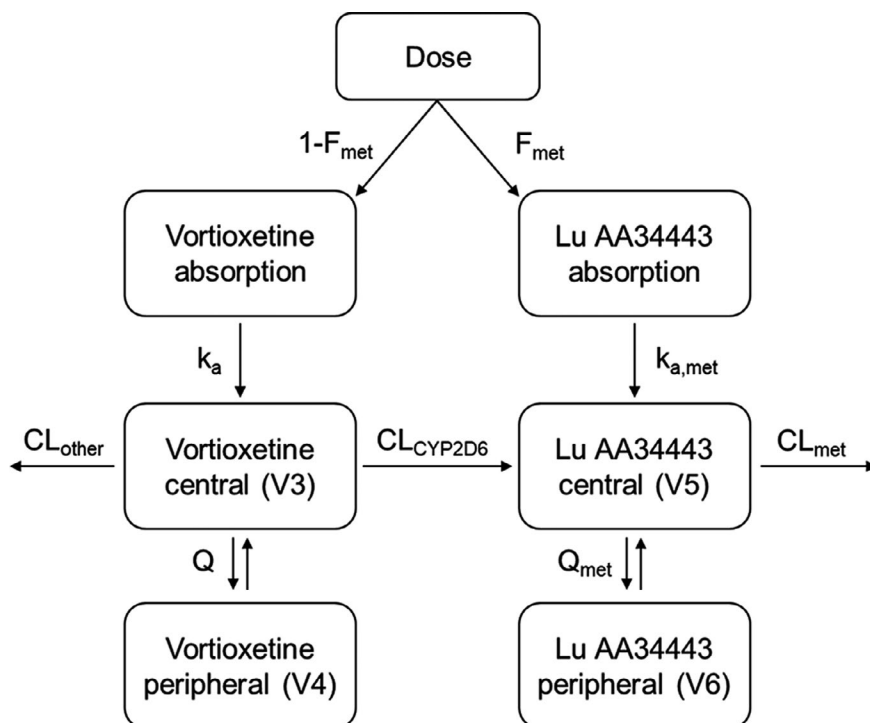 Dose
1-Fmet
Fmet
Vortioxetine
absorption
Lu AA34443
absorption
ka
ka,met
CLother
Vortioxetine
central (V3)
CLCYP2D6
Lu AA34443
central (V5)
CLmet
Q
Qmet
Vortioxetine
peripheral (V4)
Lu AA34443
peripheral (V6)